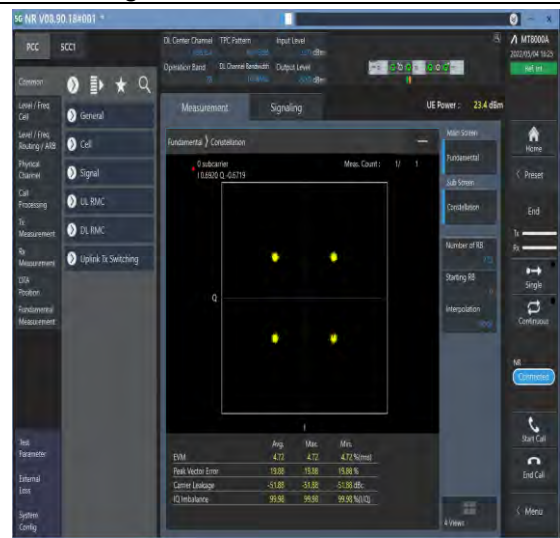 5G NR V08.90.18#001 *
PCC SCC1
DL Center Channel TPC Pattern Input Level
dBm
Operation Band DL Channel Bandwidth Output Level
dBm
MT8000A
2022/05/04
Common
Level / Freq
Cell
Level / Freq
Routing / ARB
Physical
Channel
Call
Processing
Tx
Measurement
Rx
Measurement
OTA
Position
Fundamental
Measurement
General
Cell
Signal
UL RMC
DL RMC
Uplink Tx Switching
Measurement Signaling UE Power : 23.4 dBm
Fundamental Constellation
0 subcarrier Meas. Count : 1/ 1
I 0.6920 Q -0.6719
Q
I
Avg. Max. Min.
EVM 4.72 4.72 4.72 %(rms)
Peak Vector Error 19.88 19.88 19.88 %
Carrier Leakage -51.88 -51.88 -51.88 dBc
IQ Imbalance 99.98 99.98 99.98 %(I/Q)
Main Screen
Fundamental
Sub Screen
Constellation
Number of RB
Starting RB
Interpolation
4 Views
Home
Preset
End
Tx
Rx
Single
Continuous
NR
Connected
Start Call
End Call
Menu
Test
Parameter
External
Loss
System
Config